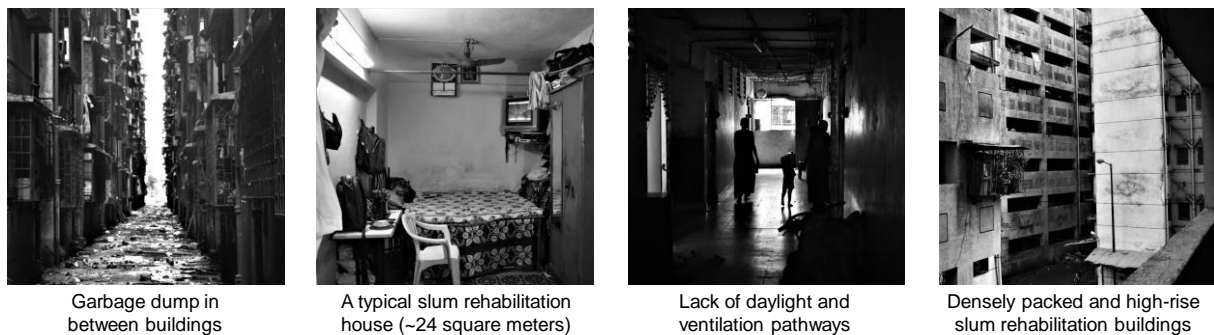 Garbage dump in
between buildings
A typical slum rehabilitation
house (~24 square meters)
Lack of daylight and
ventilation pathways
Densely packed and high-rise
slum rehabilitation buildings